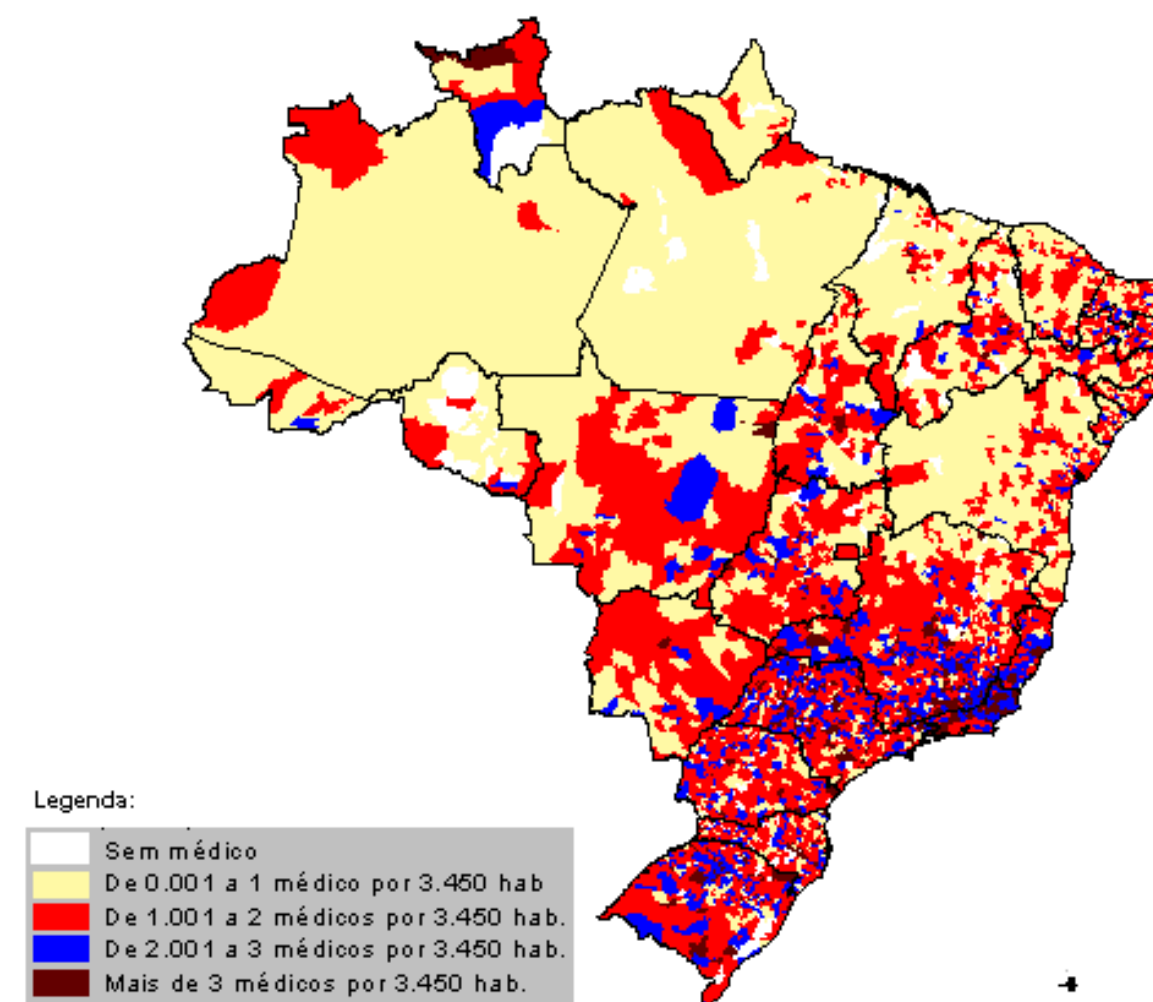 Legenda:
Sem médico
De 0.001 a 1 médico por 3.450 hab
De 1.001 a 2 médicos por 3.450 hab.
De 2.001 a 3 médicos por 3.450 hab.
Mais de 3 médicos por 3.450 hab.